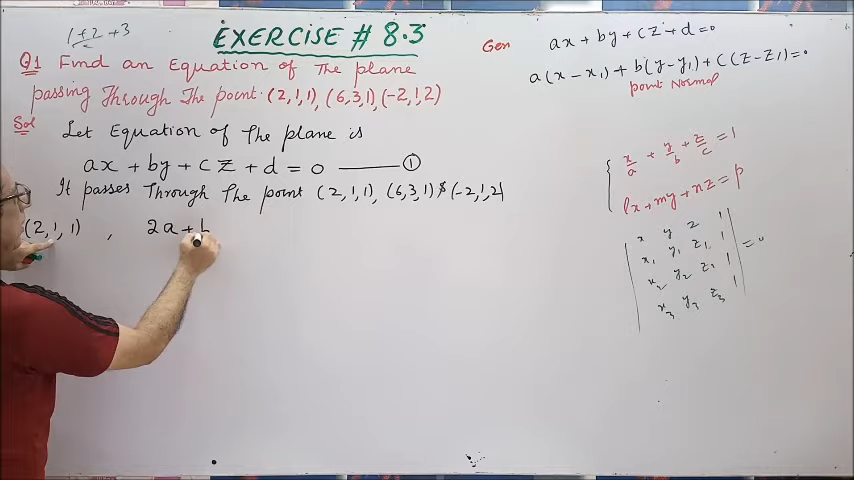 1+2+3
EXERCISE # 8.3
Q1 Find an Equation of The plane
passing Through The point (2,1,1), (6,3,1), (-2,1,2)
Sol
Let Equation of The plane is
ax + by + cz + d = 0 ——— ①
It passes Through The point (2,1,1), (6,3,1) $ (-2,1,2)
(2,1,1) , 2a + b
Gen ax + by + cz + d = 0
a(x-x₁) + b(y-y₁) + c(z-z₁) = 0
point Normal
x/a + y/b + z/c = 1
lx + my + nz = p
x y z 1
x₁ y₁ z₁ 1 = 0
x₂ y₂ z₂ 1
x₃ y₃ z₃ 1